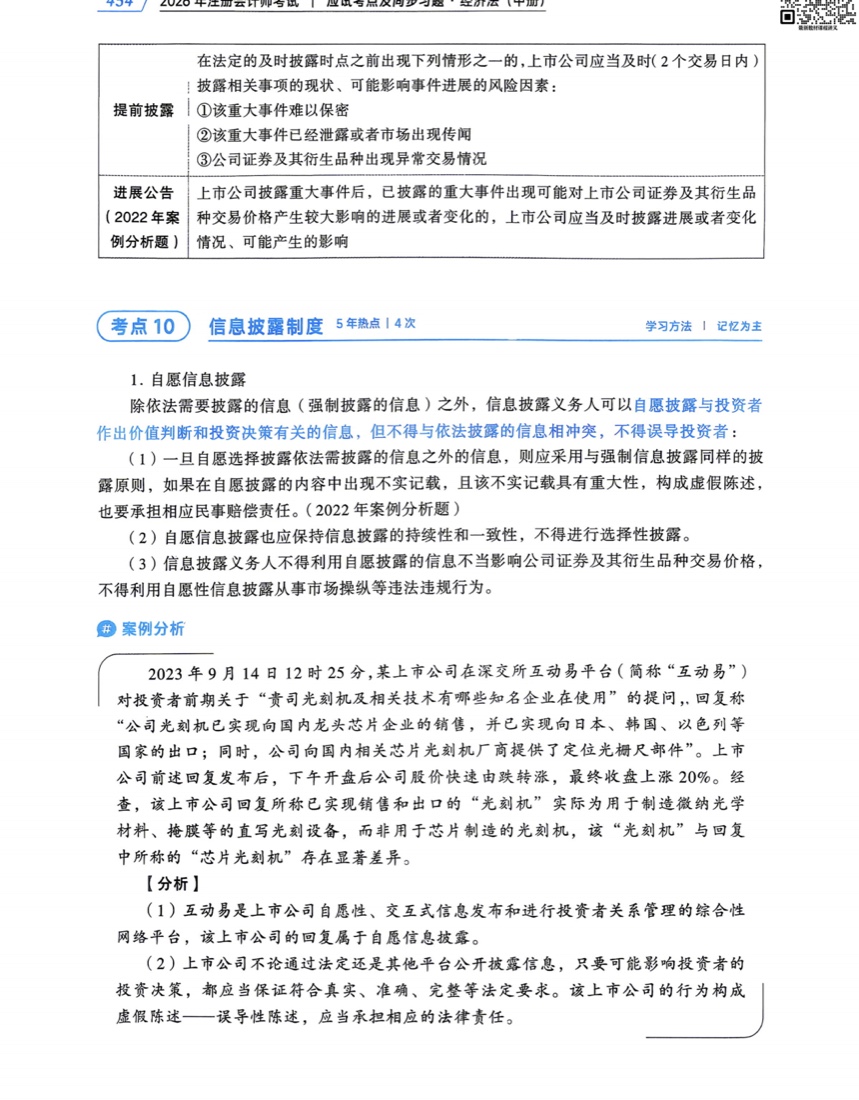 434 2026年注册会计师考试 | 应试考点及同步习题·经济法(中册)
提前披露
在法定的及时披露时点之前出现下列情形之一的,上市公司应当及时(2个交易日内)
披露相关事项的现状、可能影响事件进展的风险因素:
①该重大事件难以保密
②该重大事件已经泄露或者市场出现传闻
③公司证券及其衍生品种出现异常交易情况
进展公告
(2022年案
例分析题)
上市公司披露重大事件后,已披露的重大事件出现可能对上市公司证券及其衍生品
种交易价格产生较大影响的进展或者变化的,上市公司应当及时披露进展或者变化
情况、可能产生的影响
考点10 信息披露制度 5年热点|4次 学习方法 | 记忆为主
1. 自愿信息披露
除依法需要披露的信息(强制披露的信息)之外,信息披露义务人可以自愿披露与投资者
作出价值判断和投资决策有关的信息,但不得与依法披露的信息相冲突,不得误导投资者:
(1)一旦自愿选择披露依法需披露的信息之外的信息,则应采用与强制信息披露同样的披
露原则,如果在自愿披露的内容中出现不实记载,且该不实记载具有重大性,构成虚假陈述,
也要承担相应民事赔偿责任。(2022年案例分析题)
(2)自愿信息披露也应保持信息披露的持续性和一致性,不得进行选择性披露。
(3)信息披露义务人不得利用自愿披露的信息不当影响公司证券及其衍生品种交易价格,
不得利用自愿性信息披露从事市场操纵等违法违规行为。
# 案例分析
2023年9月14日12时25分,某上市公司在深交所互动易平台(简称“互动易”)
对投资者前期关于“贵司光刻机及相关技术有哪些知名企业在使用”的提问,回复称
“公司光刻机已实现向国内龙头芯片企业的销售,并已实现向日本、韩国、以色列等
国家的出口;同时,公司向国内相关芯片光刻机厂商提供了定位光栅尺部件”。上市
公司前述回复发布后,下午开盘后公司股价快速由跌转涨,最终收盘上涨20%。经
查,该上市公司回复所称已实现销售和出口的“光刻机”实际为用于制造微纳光学
材料、掩膜等的直写光刻设备,而非用于芯片制造的光刻机,该“光刻机”与回复
中所称的“芯片光刻机”存在显著差异。
【分析】
(1)互动易是上市公司自愿性、交互式信息发布和进行投资者关系管理的综合性
网络平台,该上市公司的回复属于自愿信息披露。
(2)上市公司不论通过法定还是其他平台公开披露信息,只要可能影响投资者的
投资决策,都应当保证符合真实、准确、完整等法定要求。该上市公司的行为构成
虚假陈述——误导性陈述,应当承担相应的法律责任。